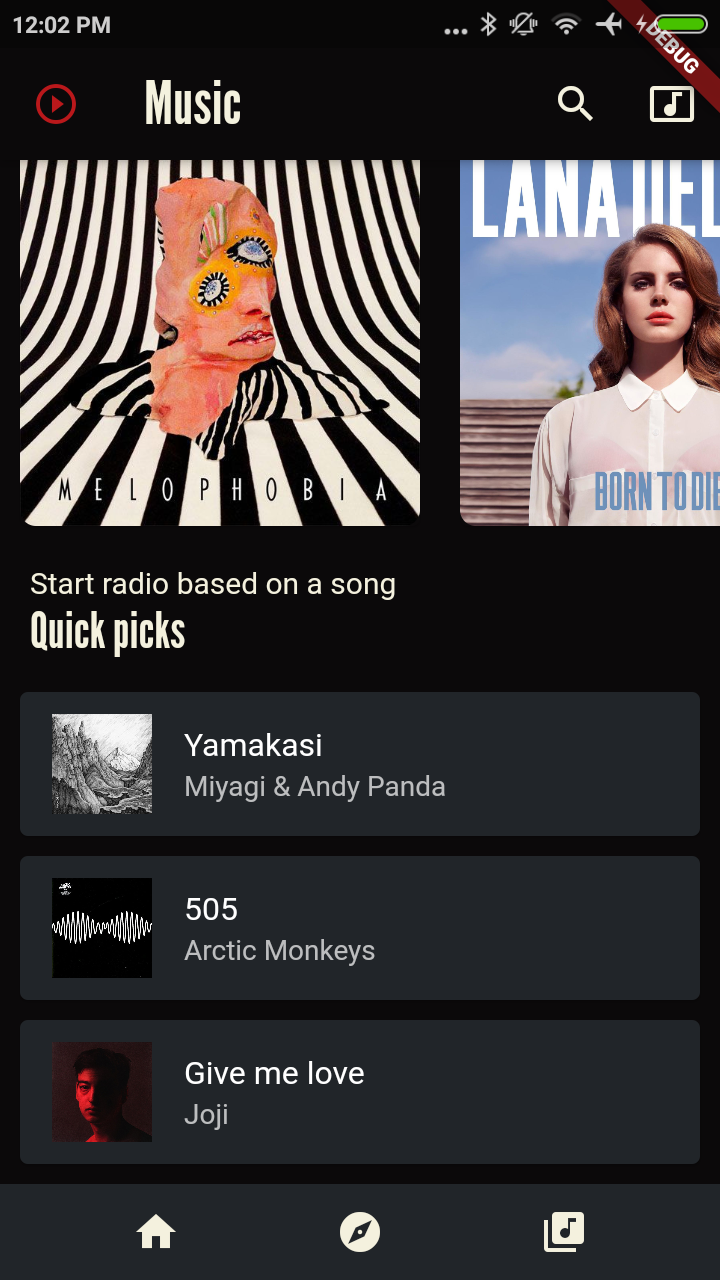 12:02 PM
DEBUG
Music
LANA DEL
MELOPHOBIA
BORN TO DIE
Start radio based on a song
Quick picks
Yamakasi
Miyagi & Andy Panda
505
Arctic Monkeys
Give me love
Joji